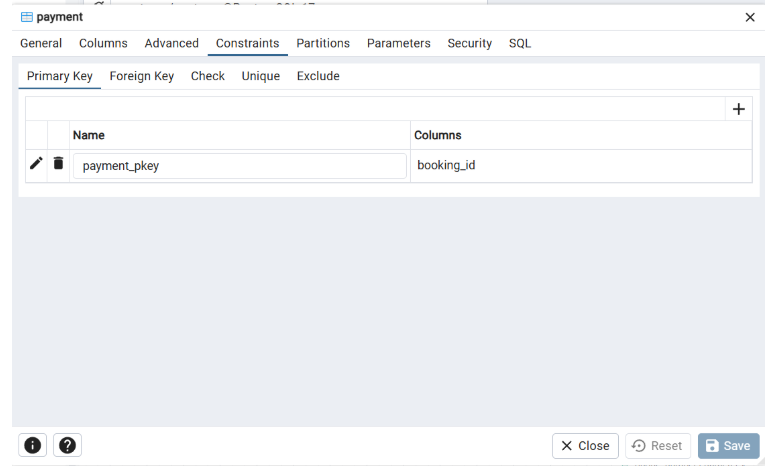 payment
General Columns Advanced Constraints Partitions Parameters Security SQL
Primary Key Foreign Key Check Unique Exclude
Name Columns
payment_pkey booking_id
Close Reset Save